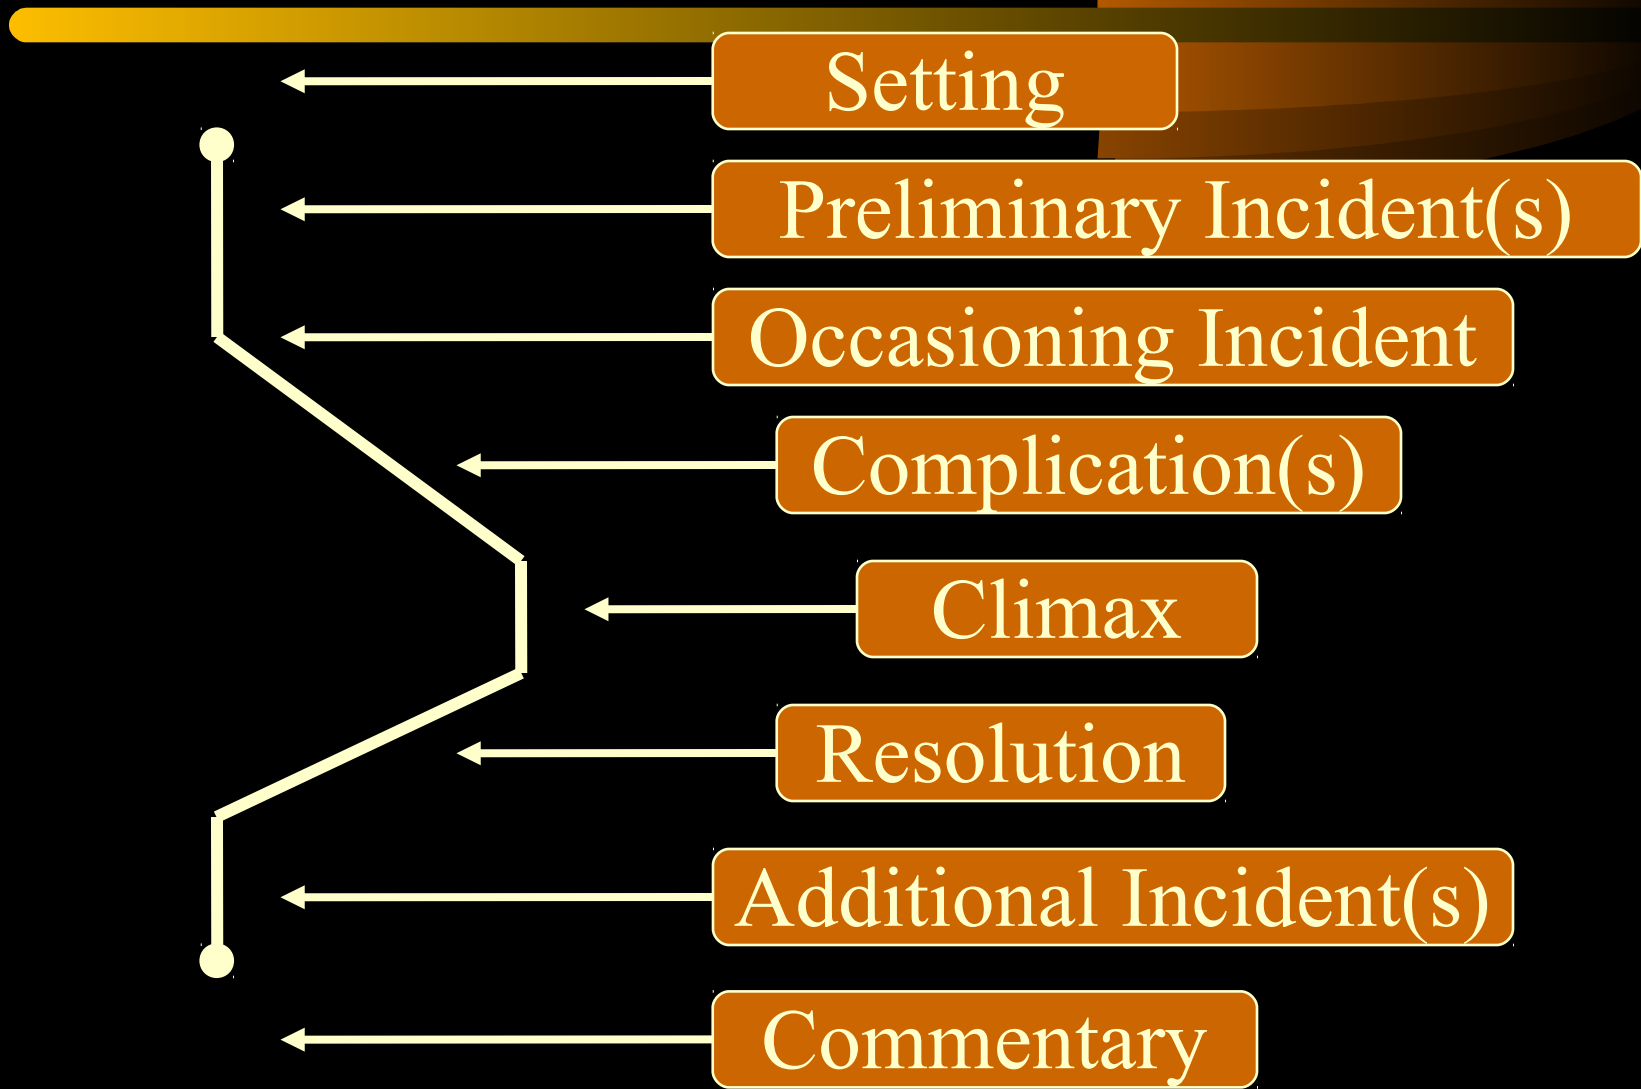 Setting
Preliminary Incident(s)
Occasioning Incident
Complication(s)
Climax
Resolution
Additional Incident(s)
Commentary